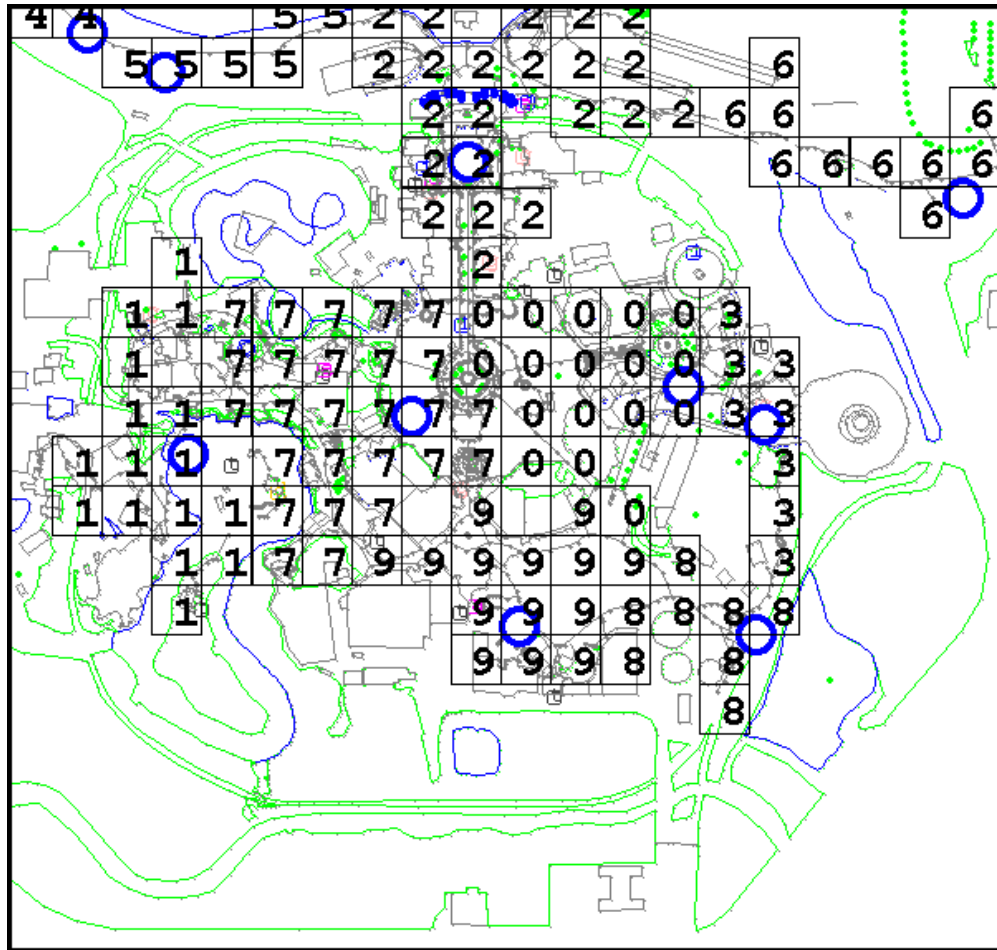 4 4 5 5 2 2 2 2 2
5 5 5 5 2 2 2 2 2 2 6
2 2 2 2 2 6 6 6
2 2 6 6 6 6 6
2 2 2 6
1 2
1 1 7 7 7 7 7 0 0 0 0 0 3
1 7 7 7 7 7 0 0 0 0 0 3 3
1 1 7 7 7 7 7 7 0 0 0 0 3 3
1 1 1 7 7 7 7 7 0 0 3
1 1 1 1 7 7 7 9 9 0 3
1 1 7 7 9 9 9 9 9 9 8 3
1 9 9 9 8 8 8 8
9 9 9 8 8
8